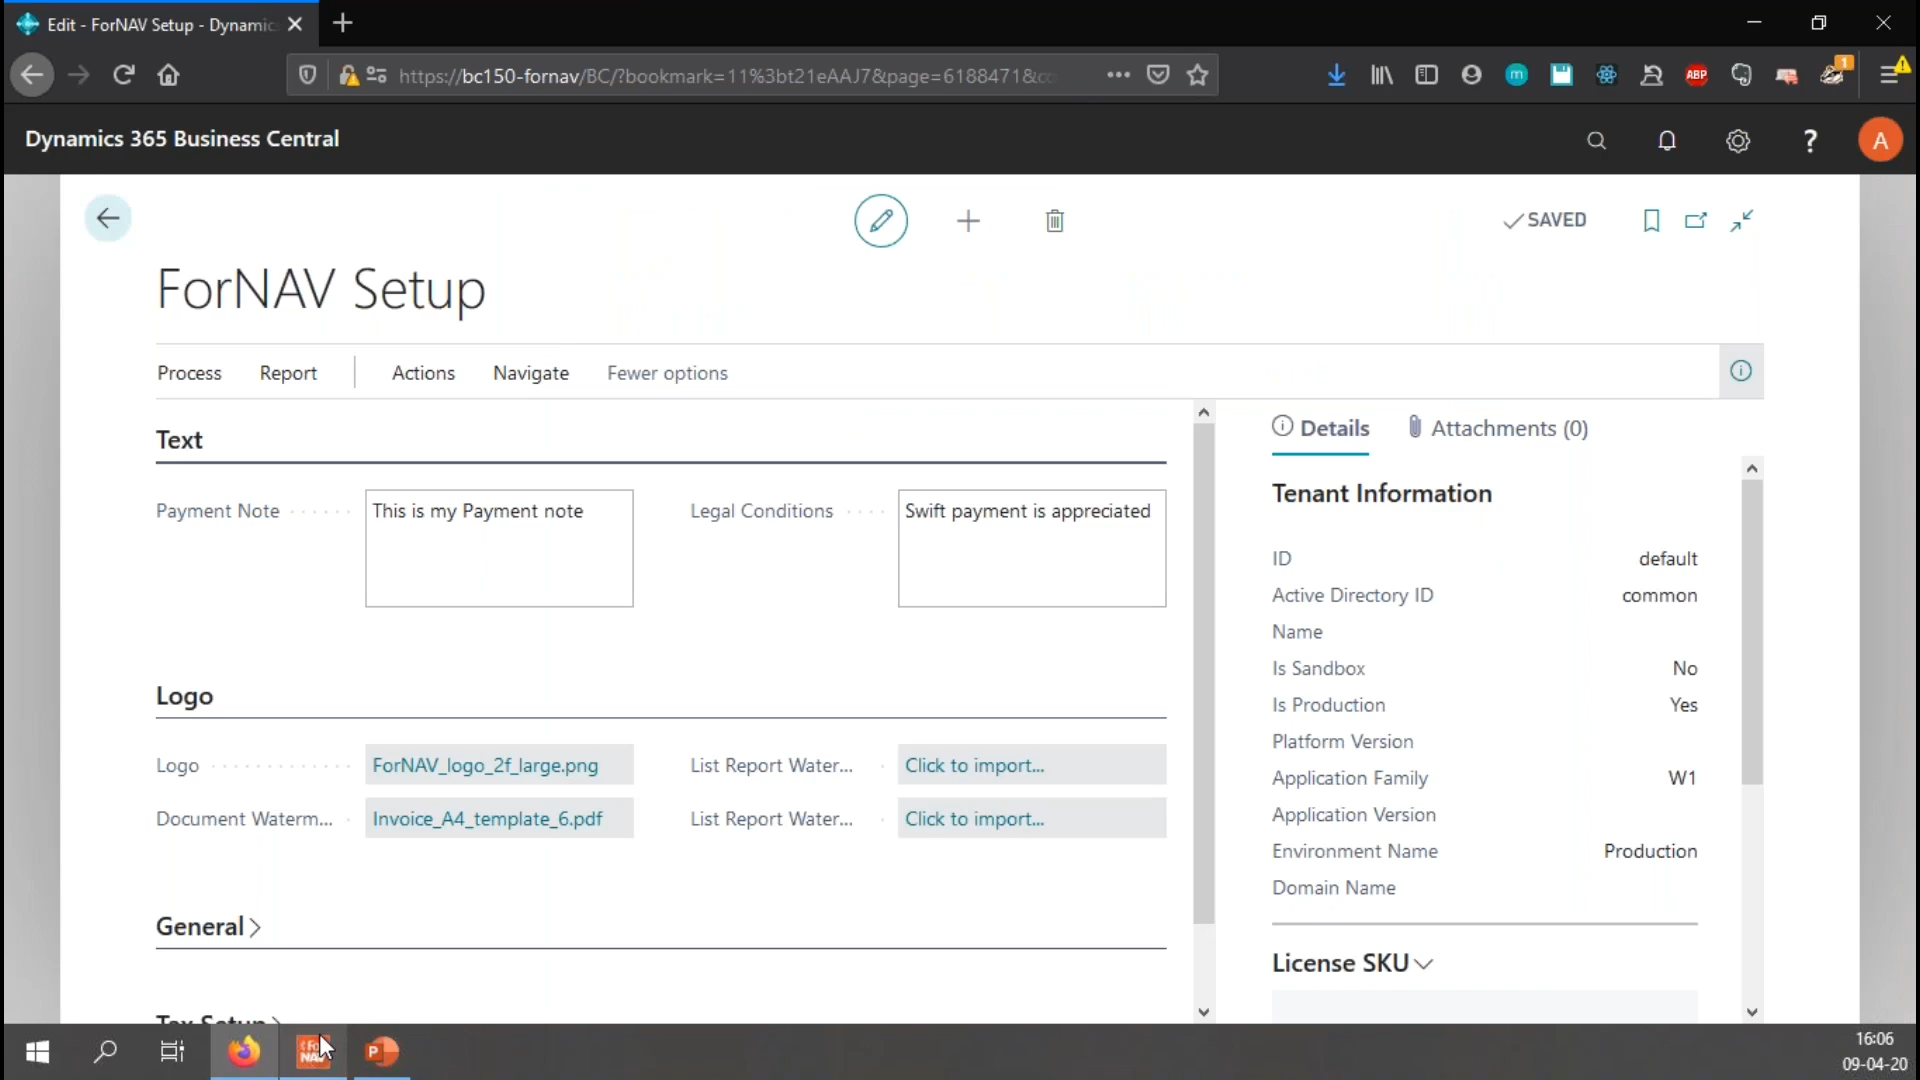 Edit - ForNAV Setup - Dynamic
https://bc150-fornav/BC/?bookmark=11%3bt21eAAJ7&page=6188471&co
ABP
m
1
Dynamics 365 Business Central
?
A
SAVED
ForNAV Setup
Process Report Actions Navigate Fewer options
Text
Payment Note This is my Payment note
Legal Conditions Swift payment is appreciated
Logo
Logo ForNAV_logo_2f_large.png
List Report Water... Click to import...
Document Waterm... Invoice_A4_template_6.pdf
List Report Water... Click to import...
General
Tax Setup
Details Attachments (0)
Tenant Information
ID default
Active Directory ID common
Name
Is Sandbox No
Is Production Yes
Platform Version
Application Family W1
Application Version
Environment Name Production
Domain Name
License SKU
P
16:06
09-04-20